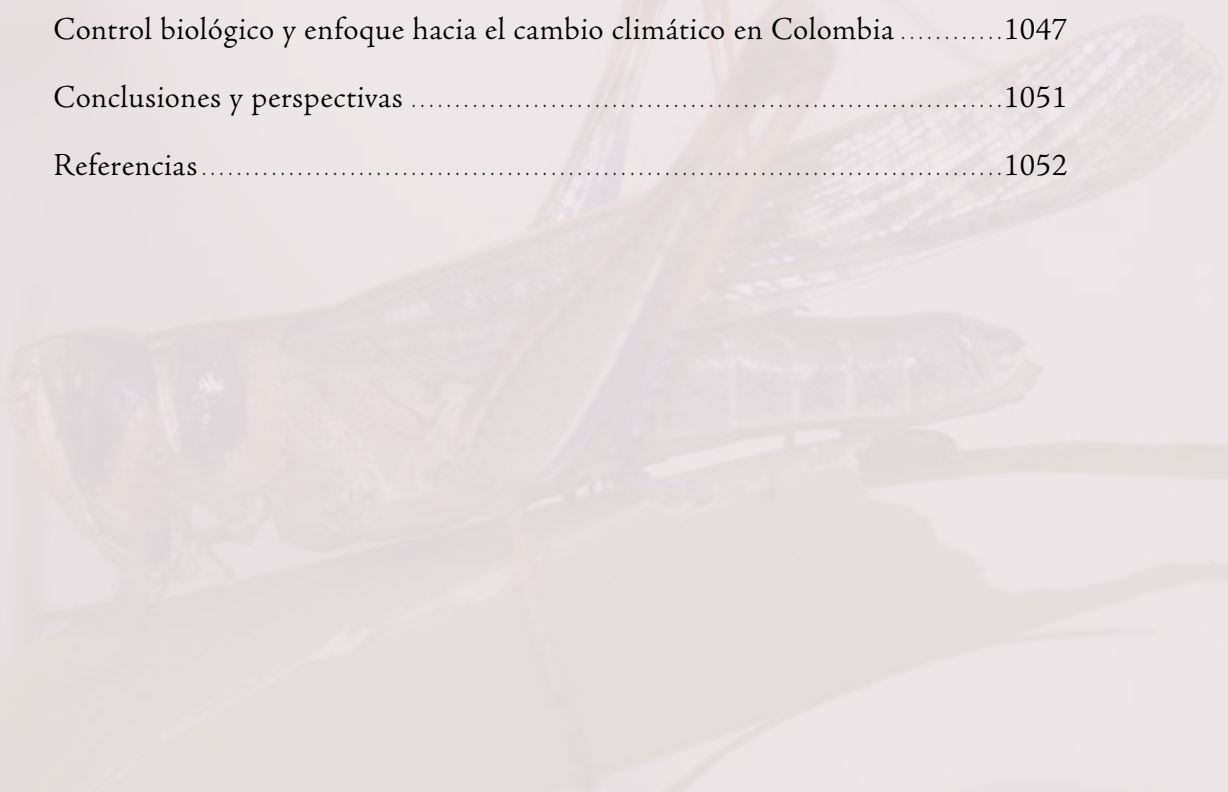 Control biológico y enfoque hacia el cambio climático en Colombia ............1047
Conclusiones y perspectivas ....................................................................1051
Referencias............................................................................................1052